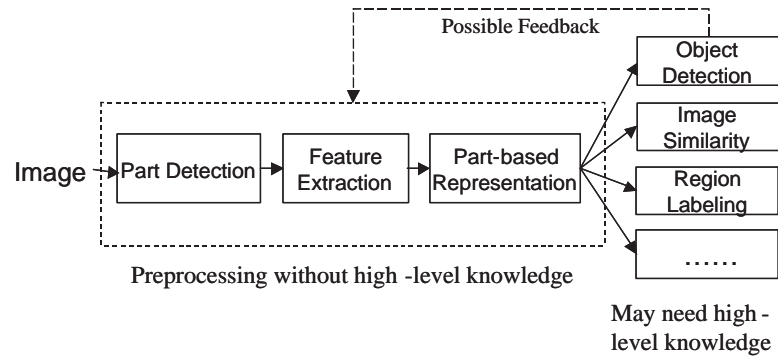 Possible Feedback
Object
Detection
Image
Similarity
Region
Labeling
......
Image
Part Detection
Feature
Extraction
Part-based
Representation
Preprocessing without high -level knowledge
May need high -
level knowledge